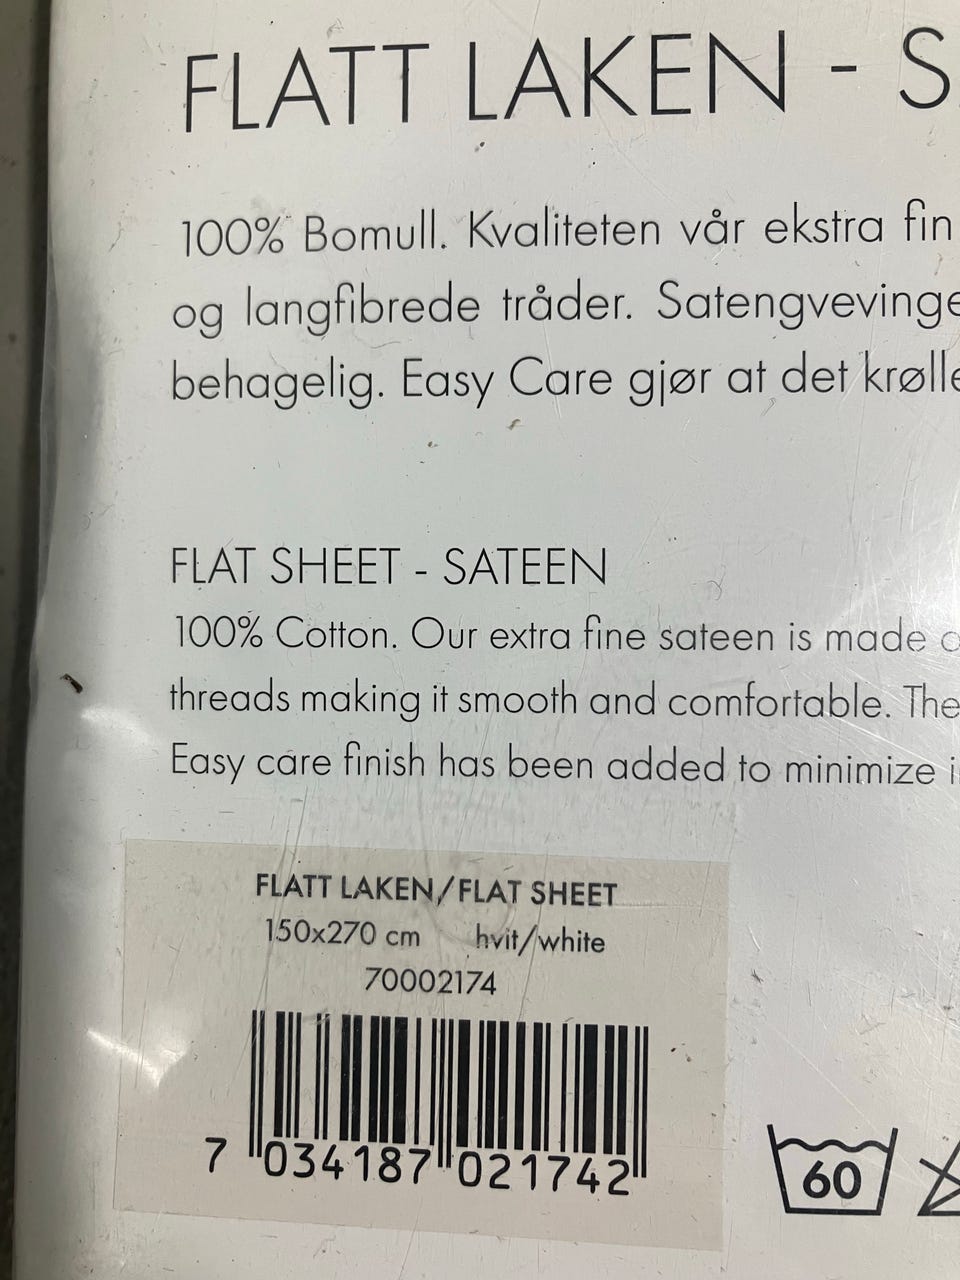 FLATT LAKEN - S
100% Bomull. Kvaliteten vår ekstra fin
og langfibrede tråder. Satengvevinge
behagelig. Easy Care gjør at det krølle
FLAT SHEET - SATEEN
100% Cotton. Our extra fine sateen is made
threads making it smooth and comfortable. The
Easy care finish has been added to minimize
FLATT LAKEN/FLAT SHEET
150x270 cm hvit/white
70002174
7 034187 021742
60